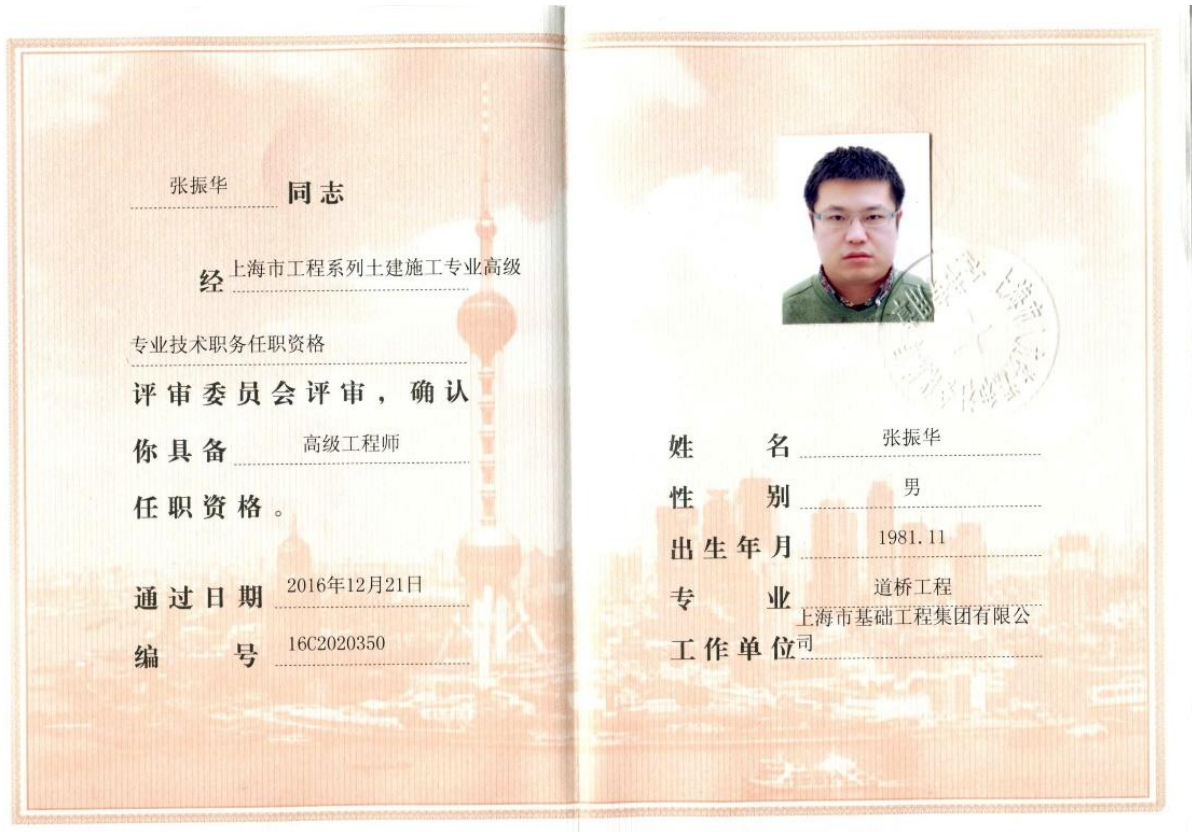 张振华 同志
经 上海市工程系列土建施工专业高级
专业技术职务任职资格
评审委员会评审，确认
你具备 高级工程师
任职资格。
通过日期 2016年12月21日
编号 16C2020350
姓名 张振华
性别 男
出生年月 1981.11
专业 道桥工程
上海市基础工程集团有限公
工作单位 司